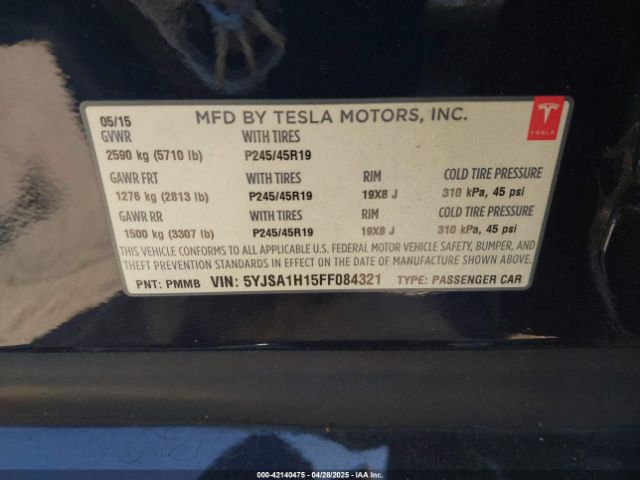 05/15 MFD BY TESLA MOTORS, INC.
GVWR WITH TIRES
2590 kg (5710 lb) P245/45R19
GAWR FRT WITH TIRES RIM COLD TIRE PRESSURE
1276 kg (2813 lb) P245/45R19 19X8 J 310 kPa, 45 psi
GAWR RR WITH TIRES RIM COLD TIRE PRESSURE
1500 kg (3307 lb) P245/45R19 19X8 J 310 kPa, 45 psi
THIS VEHICLE CONFORMS TO ALL APPLICABLE U.S. FEDERAL MOTOR VEHICLE SAFETY, BUMPER, AND
THEFT PREVENTION STANDARDS IN EFFECT ON THE DATE OF MANUFACTURE SHOWN ABOVE.
PNT: PMMB VIN: 5YJSA1H15FF084321 TYPE: PASSENGER CAR
TESLA
000-42140475 - 04/28/2025 - IAA Inc.